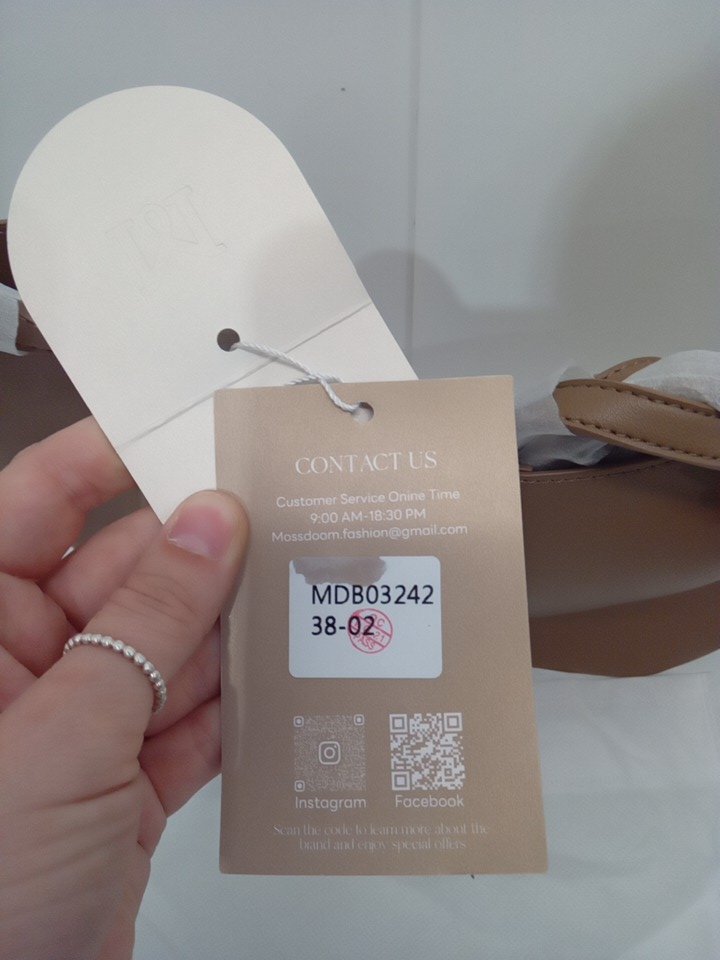 CONTACT US
Customer Service Onine Time
9:00 AM-18:30 PM
Mossdoom.fashion@gmail.com
MDB03242
38-02
Instagram
Facebook
Scan the code to learn more about the
brand and enjoy special offers